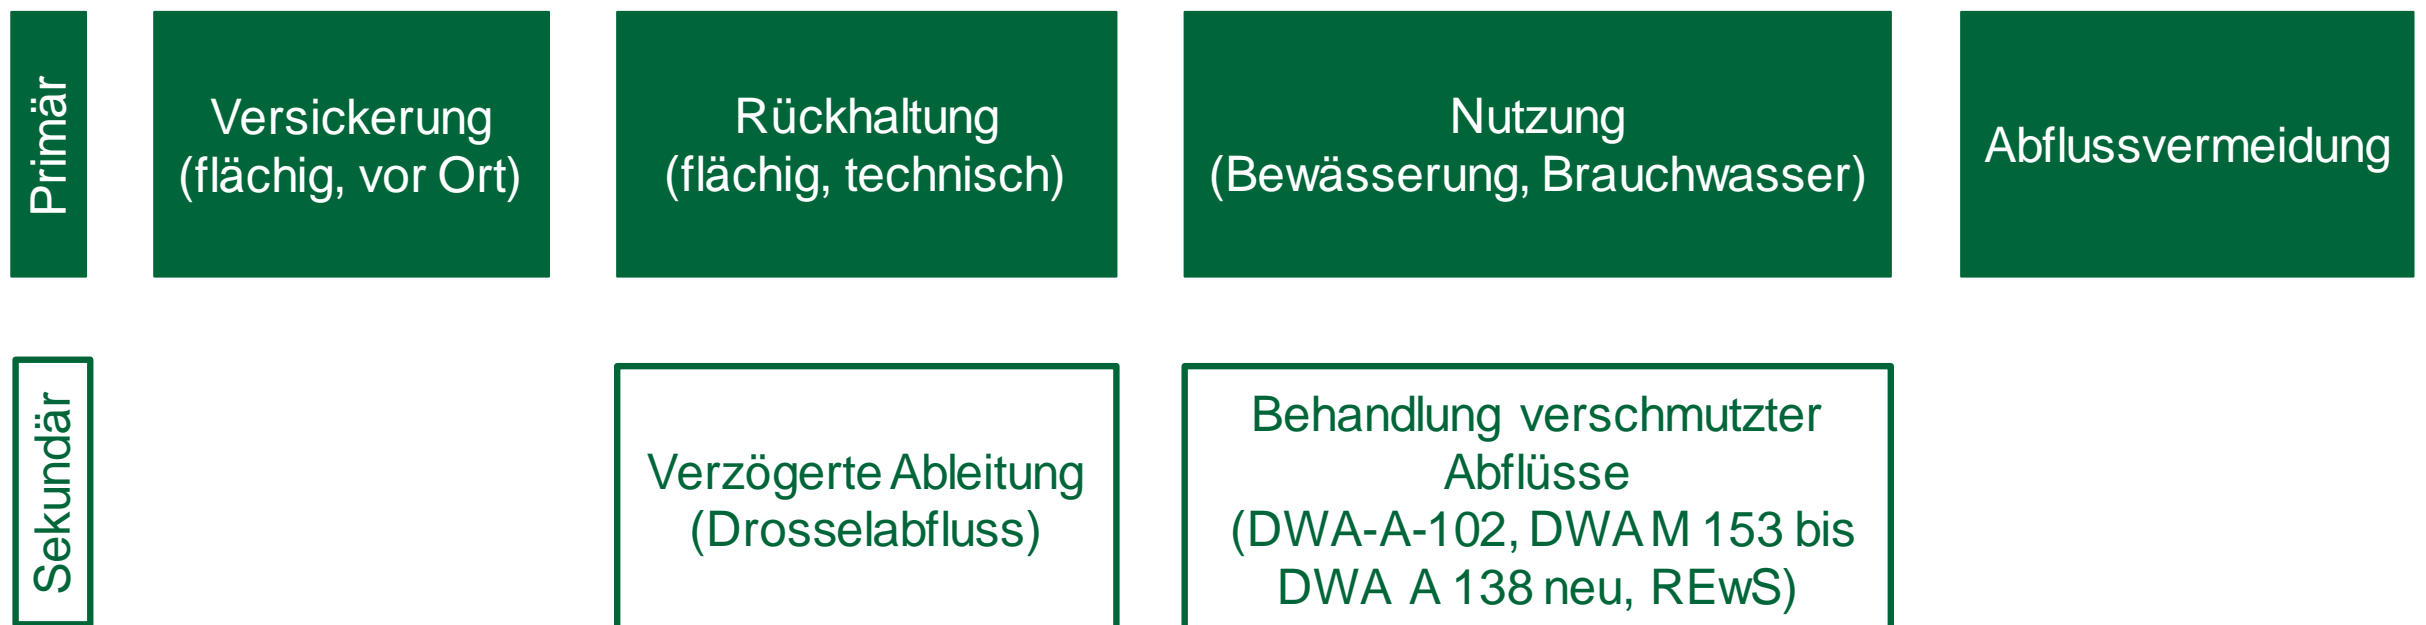 Primär
Versickerung
(flächig, vor Ort)
Rückhaltung
(flächig, technisch)
Nutzung
(Bewässerung, Brauchwasser)
Abflussvermeidung
Sekundär
Verzögerte Ableitung
(Drosselabfluss)
Behandlung verschmutzter
Abflüsse
(DWA-A-102, DWA M 153 bis
DWA A 138 neu, REwS)